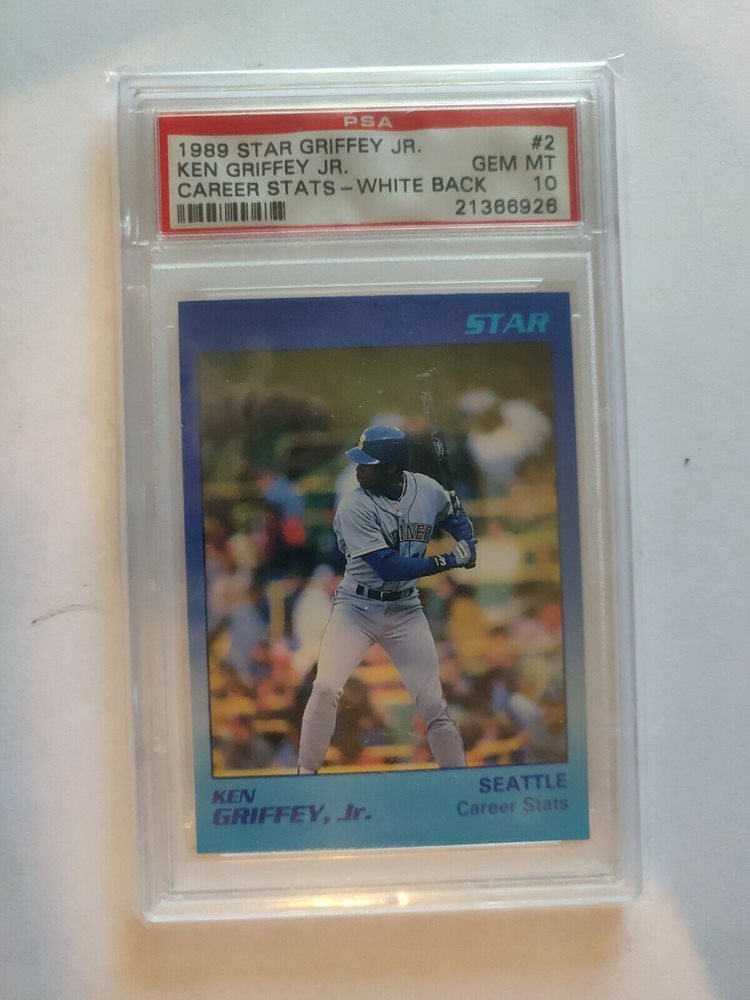 PSA
1989 STAR GRIFFEY JR. #2
KEN GRIFFEY JR. GEM MT
CAREER STATS - WHITE BACK 10
21366926
STAR
KEN SEATTLE
GRIFFEY, Jr. Career Stats